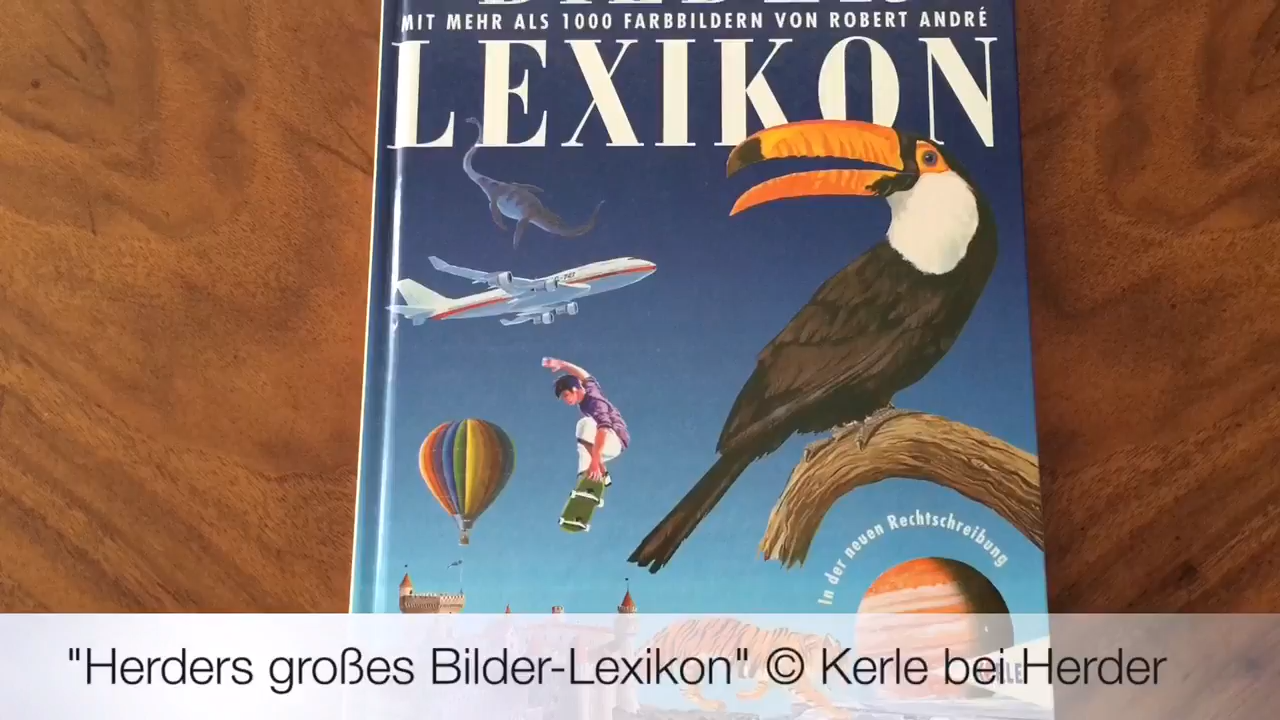 MIT MEHR ALS 1000 FARBBILDERN VON ROBERT ANDRÉ
LEXIKON
In der neuen Rechtschreibung
"Herders großes Bilder-Lexikon" © Kerle bei Herder